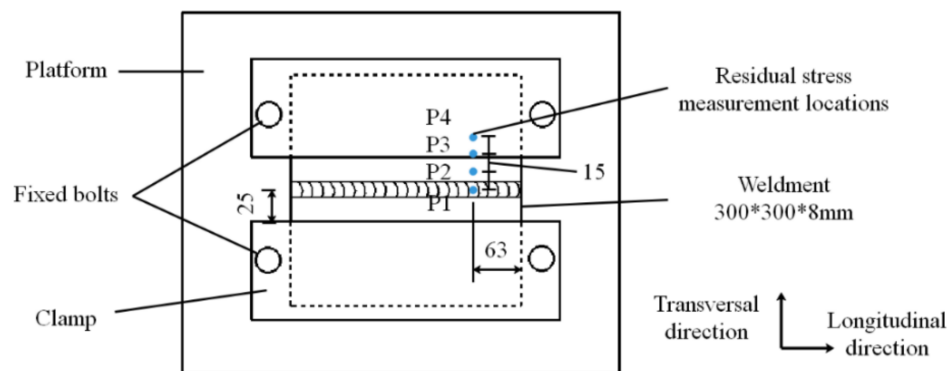 Platform
Fixed bolts
Clamp
P4
P3
P2
P1
25
63
15
Residual stress
measurement locations
Weldment
300*300*8mm
Transversal
direction
Longitudinal
direction